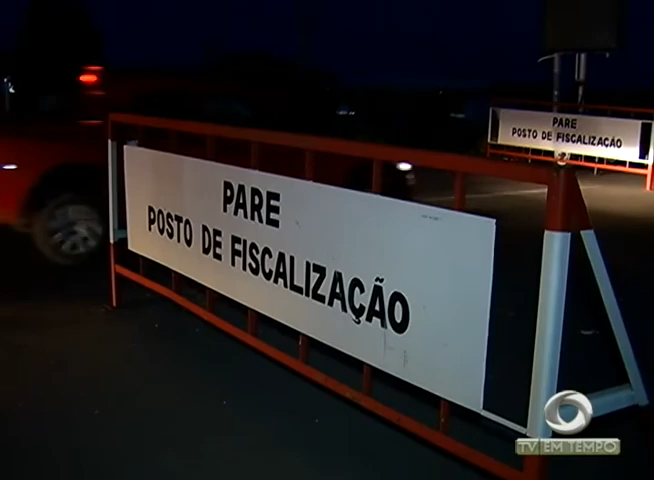 PARE
POSTO DE FISCALIZAÇÃO
PARE
POSTO DE FISCALIZAÇÃO
TV EM TEMPO